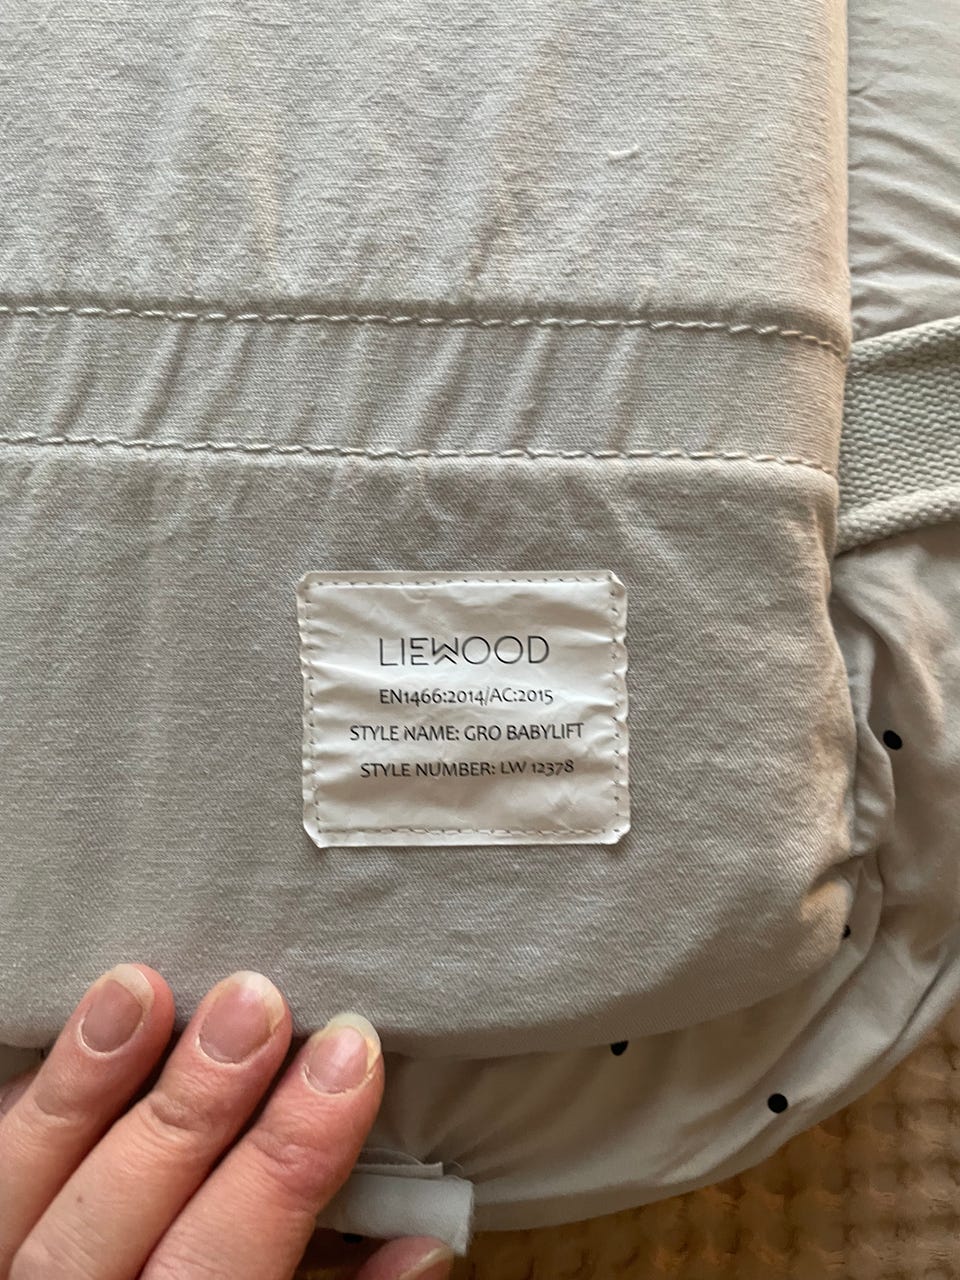 LIEWOOD
EN1466:2014/AC:2015
STYLE NAME: GRO BABYLIFT
STYLE NUMBER: LW 12378